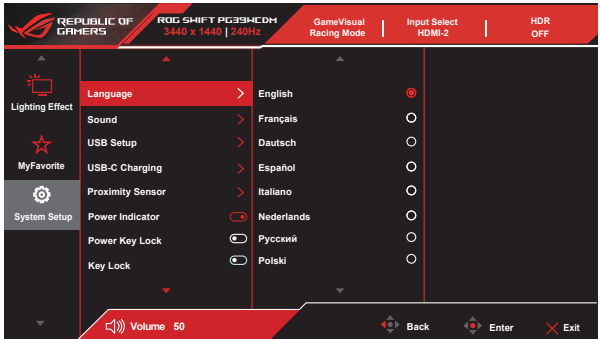 REPUBLIC OF
GAMERS
ROG SWIFT PG39WCDM
3440 x 1440 | 240Hz
GameVisual
Racing Mode
Input Select
HDMI-2
HDR
OFF
Lighting Effect
MyFavorite
System Setup
Language
Sound
USB Setup
USB-C Charging
Proximity Sensor
Power Indicator
Power Key Lock
Key Lock
English
Français
Dautsch
Español
Italiano
Nederlands
Русский
Polski
Volume 50
Back
Enter
Exit